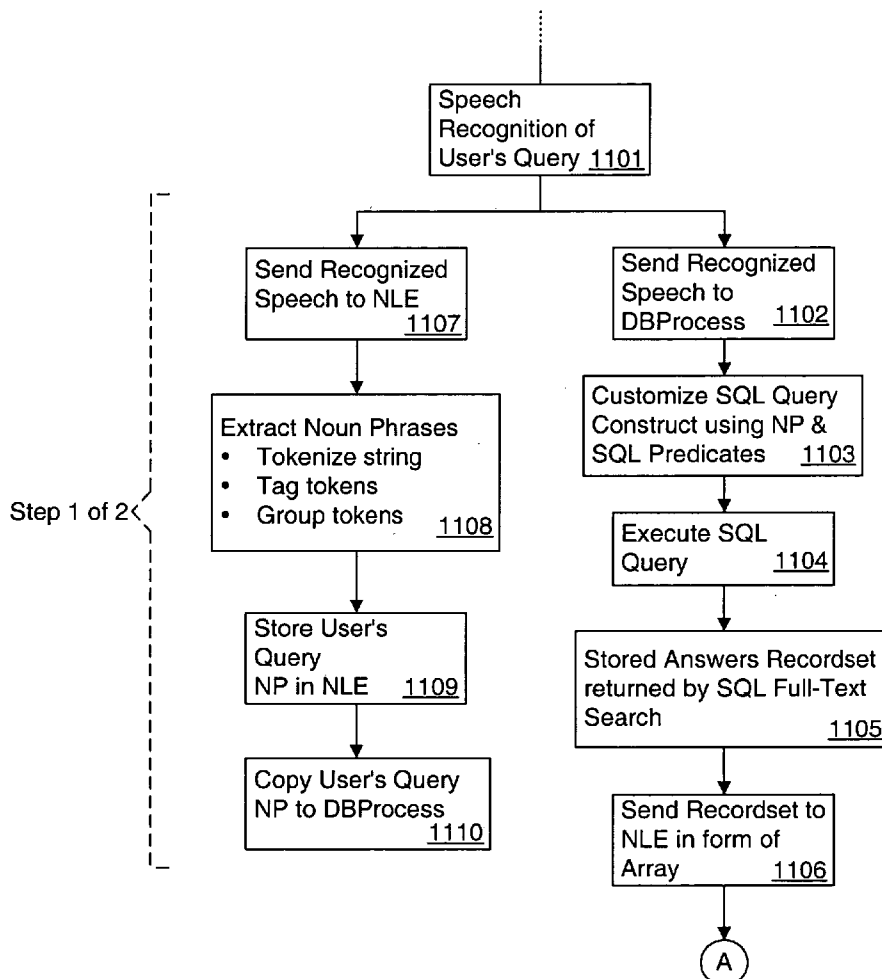 Speech
Recognition of
User's Query 1101
Send Recognized
Speech to NLE
1107
Send Recognized
Speech to
DBProcess 1102
Extract Noun Phrases
• Tokenize string
• Tag tokens
• Group tokens
1108
Customize SQL Query
Construct using NP &
SQL Predicates 1103
Step 1 of 2
Execute SQL
Query 1104
Store User's
Query
NP in NLE 1109
Stored Answers Recordset
returned by SQL Full-Text
Search
1105
Copy User's Query
NP to DBProcess
1110
Send Recordset to
NLE in form of
Array 1106
A